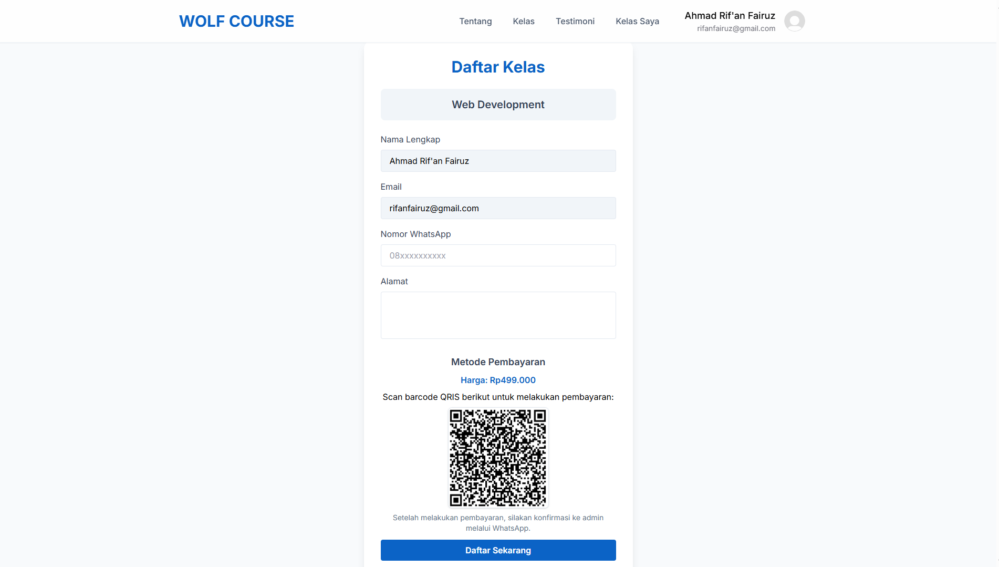 WOLF COURSE
Tentang
Kelas
Testimoni
Kelas Saya
Ahmad Rif'an Fairuz
rifanfairuz@gmail.com
Daftar Kelas
Web Development
Nama Lengkap
Ahmad Rif'an Fairuz
Email
rifanfairuz@gmail.com
Nomor WhatsApp
08xxxxxxxxxx
Alamat
Metode Pembayaran
Harga: Rp499.000
Scan barcode QRIS berikut untuk melakukan pembayaran:
Setelah melakukan pembayaran, silakan konfirmasi ke admin
melalui WhatsApp.
Daftar Sekarang